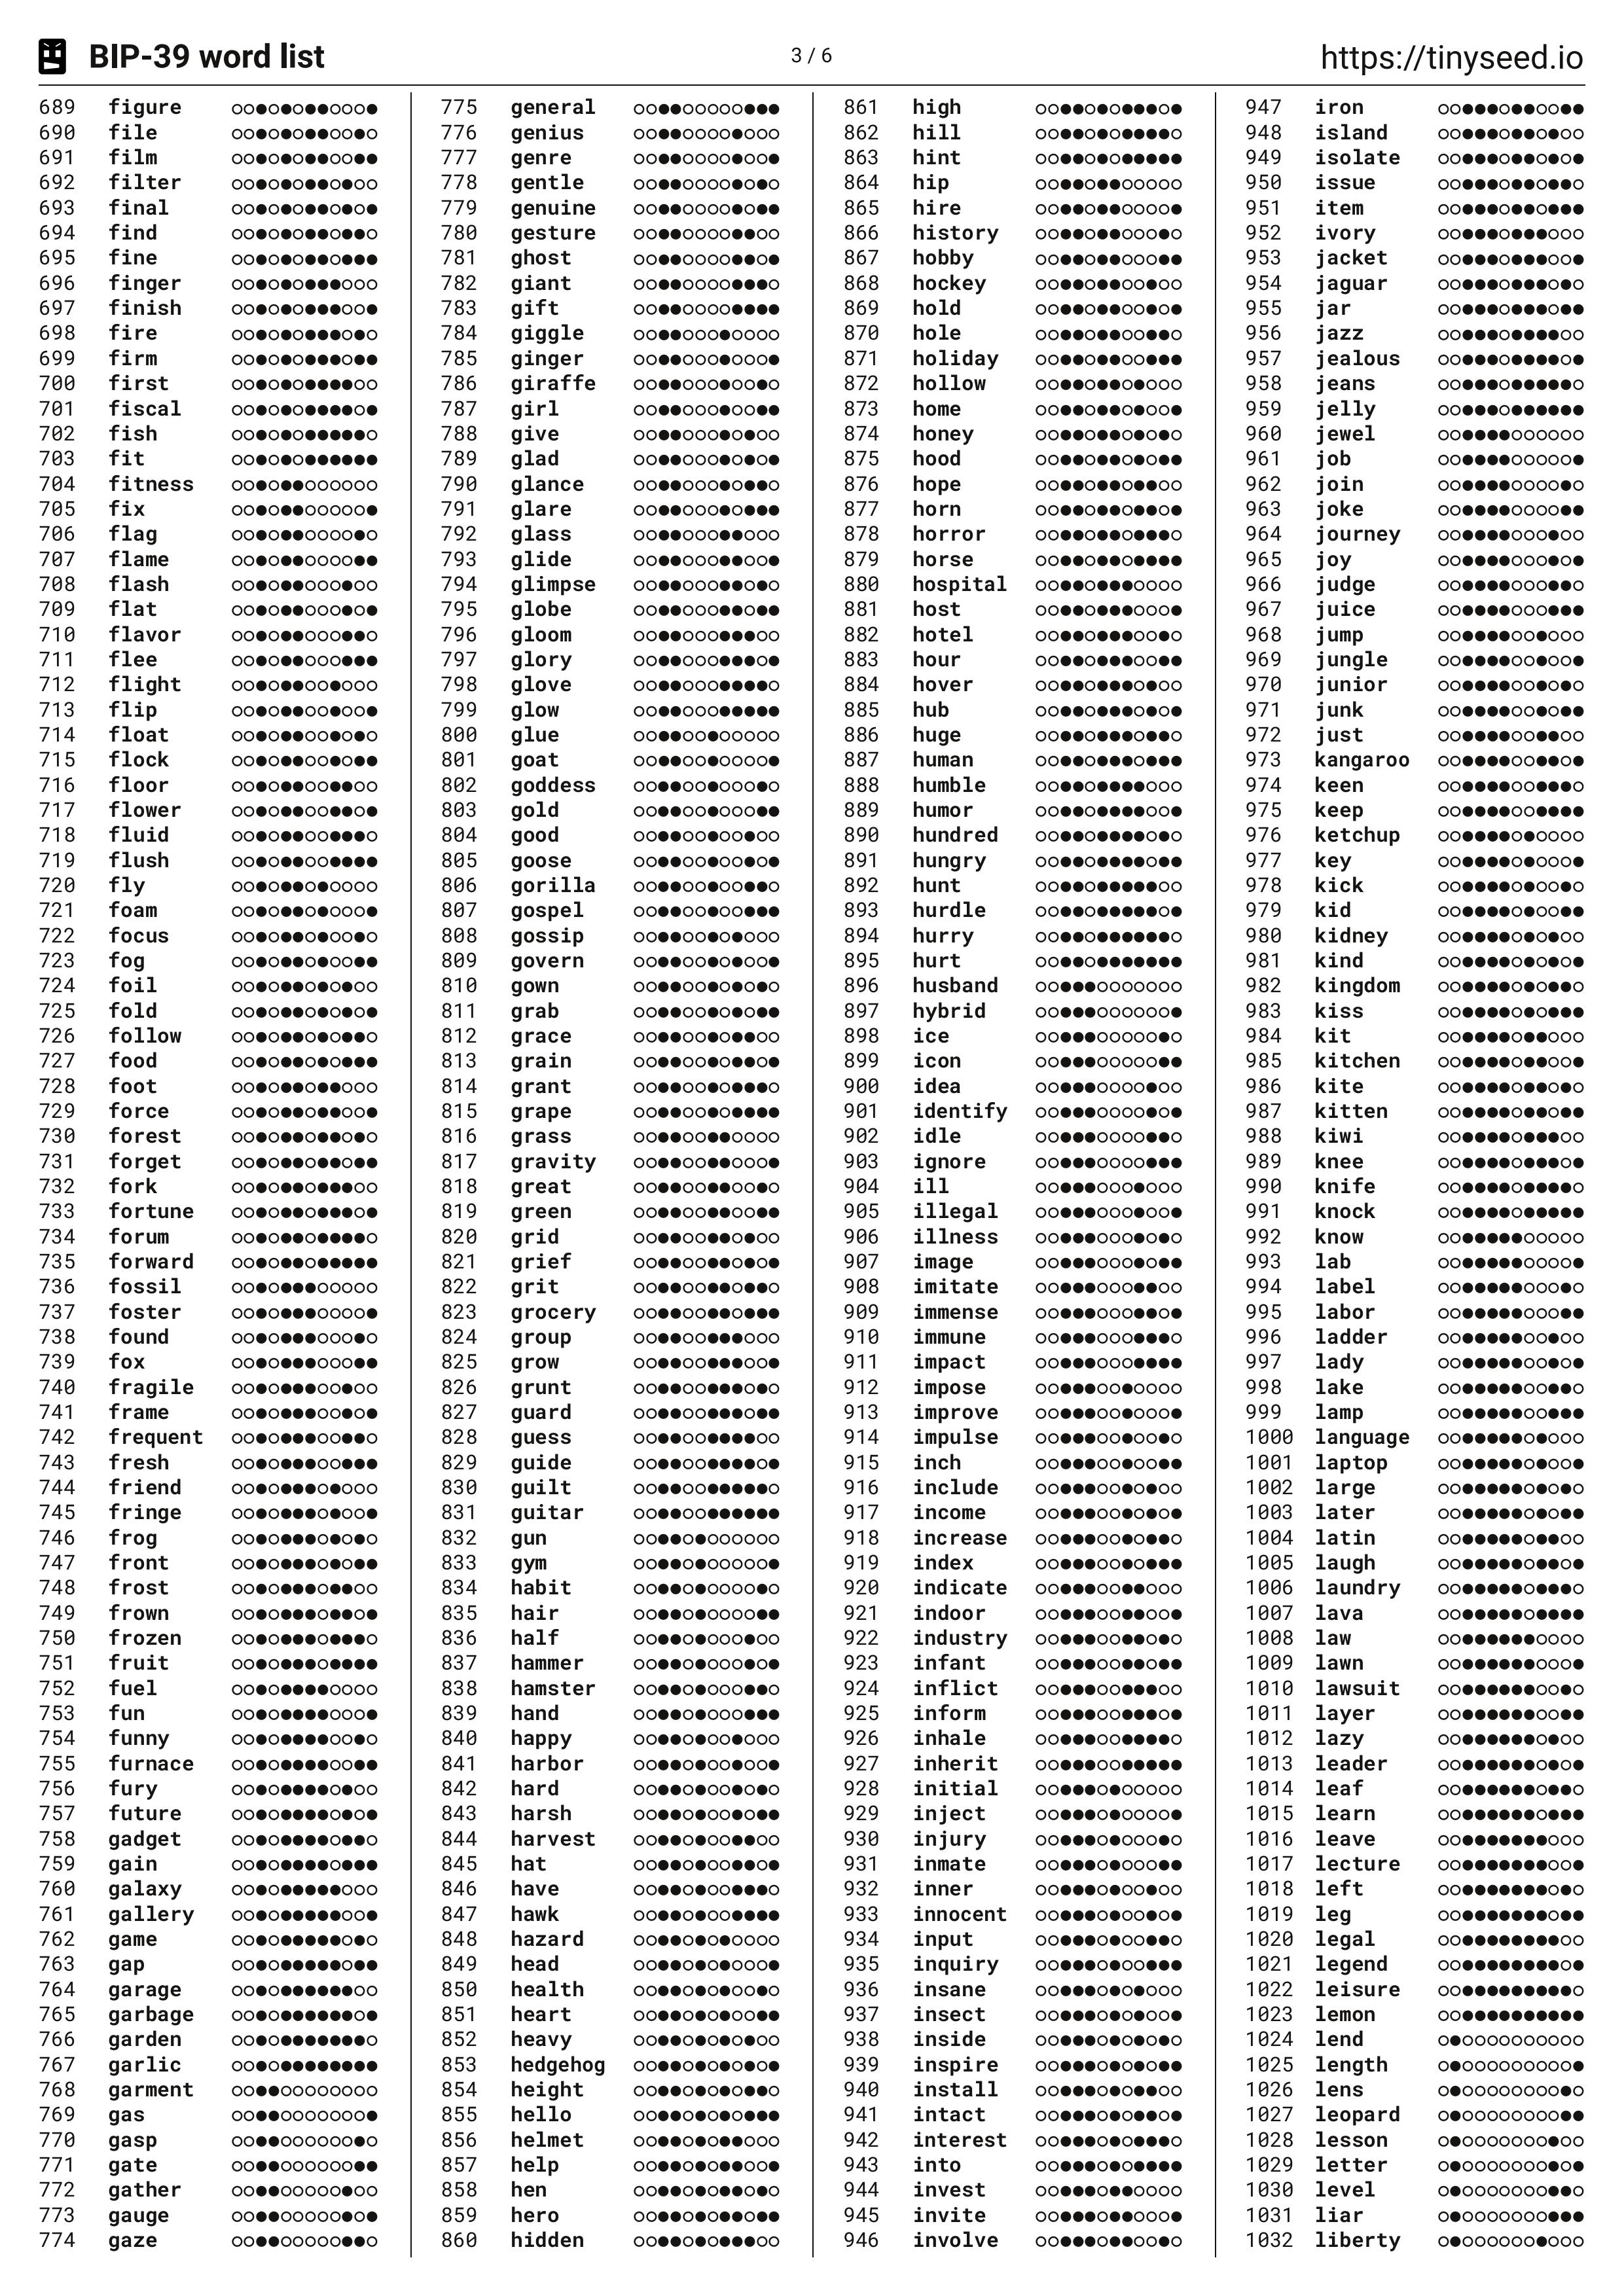 BIP-39 word list
3 / 6
https://tinyseed.io
689 figure
690 file
691 film
692 filter
693 final
694 find
695 fine
696 finger
697 finish
698 fire
699 firm
700 first
701 fiscal
702 fish
703 fit
704 fitness
705 fix
706 flag
707 flame
708 flash
709 flat
710 flavor
711 flee
712 flight
713 flip
714 float
715 flock
716 floor
717 flower
718 fluid
719 flush
720 fly
721 foam
722 focus
723 fog
724 foil
725 fold
726 follow
727 food
728 foot
729 force
730 forest
731 forget
732 fork
733 fortune
734 forum
735 forward
736 fossil
737 foster
738 found
739 fox
740 fragile
741 frame
742 frequent
743 fresh
744 friend
745 fringe
746 frog
747 front
748 frost
749 frown
750 frozen
751 fruit
752 fuel
753 fun
754 funny
755 furnace
756 fury
757 future
758 gadget
759 gain
760 galaxy
761 gallery
762 game
763 gap
764 garage
765 garbage
766 garden
767 garlic
768 garment
769 gas
770 gasp
771 gate
772 gather
773 gauge
774 gaze
775 general
776 genius
777 genre
778 gentle
779 genuine
780 gesture
781 ghost
782 giant
783 gift
784 giggle
785 ginger
786 giraffe
787 girl
788 give
789 glad
790 glance
791 glare
792 glass
793 glide
794 glimpse
795 globe
796 gloom
797 glory
798 glove
799 glow
800 glue
801 goat
802 goddess
803 gold
804 good
805 goose
806 gorilla
807 gospel
808 gossip
809 govern
810 gown
811 grab
812 grace
813 grain
814 grant
815 grape
816 grass
817 gravity
818 great
819 green
820 grid
821 grief
822 grit
823 grocery
824 group
825 grow
826 grunt
827 guard
828 guess
829 guide
830 guilt
831 guitar
832 gun
833 gym
834 habit
835 hair
836 half
837 hammer
838 hamster
839 hand
840 happy
841 harbor
842 hard
843 harsh
844 harvest
845 hat
846 have
847 hawk
848 hazard
849 head
850 health
851 heart
852 heavy
853 hedgehog
854 height
855 hello
856 helmet
857 help
858 hen
859 hero
860 hidden
861 high
862 hill
863 hint
864 hip
865 hire
866 history
867 hobby
868 hockey
869 hold
870 hole
871 holiday
872 hollow
873 home
874 honey
875 hood
876 hope
877 horn
878 horror
879 horse
880 hospital
881 host
882 hotel
883 hour
884 hover
885 hub
886 huge
887 human
888 humble
889 humor
890 hundred
891 hungry
892 hunt
893 hurdle
894 hurry
895 hurt
896 husband
897 hybrid
898 ice
899 icon
900 idea
901 identify
902 idle
903 ignore
904 ill
905 illegal
906 illness
907 image
908 imitate
909 immense
910 immune
911 impact
912 impose
913 improve
914 impulse
915 inch
916 include
917 income
918 increase
919 index
920 indicate
921 indoor
922 industry
923 infant
924 inflict
925 inform
926 inhale
927 inherit
928 initial
929 inject
930 injury
931 inmate
932 inner
933 innocent
934 input
935 inquiry
936 insane
937 insect
938 inside
939 inspire
940 install
941 intact
942 interest
943 into
944 invest
945 invite
946 involve
947 iron
948 island
949 isolate
950 issue
951 item
952 ivory
953 jacket
954 jaguar
955 jar
956 jazz
957 jealous
958 jeans
959 jelly
960 jewel
961 job
962 join
963 joke
964 journey
965 joy
966 judge
967 juice
968 jump
969 jungle
970 junior
971 junk
972 just
973 kangaroo
974 keen
975 keep
976 ketchup
977 key
978 kick
979 kid
980 kidney
981 kind
982 kingdom
983 kiss
984 kit
985 kitchen
986 kite
987 kitten
988 kiwi
989 knee
990 knife
991 knock
992 know
993 lab
994 label
995 labor
996 ladder
997 lady
998 lake
999 lamp
1000 language
1001 laptop
1002 large
1003 later
1004 latin
1005 laugh
1006 laundry
1007 lava
1008 law
1009 lawn
1010 lawsuit
1011 layer
1012 lazy
1013 leader
1014 leaf
1015 learn
1016 leave
1017 lecture
1018 left
1019 leg
1020 legal
1021 legend
1022 leisure
1023 lemon
1024 lend
1025 length
1026 lens
1027 leopard
1028 lesson
1029 letter
1030 level
1031 liar
1032 liberty